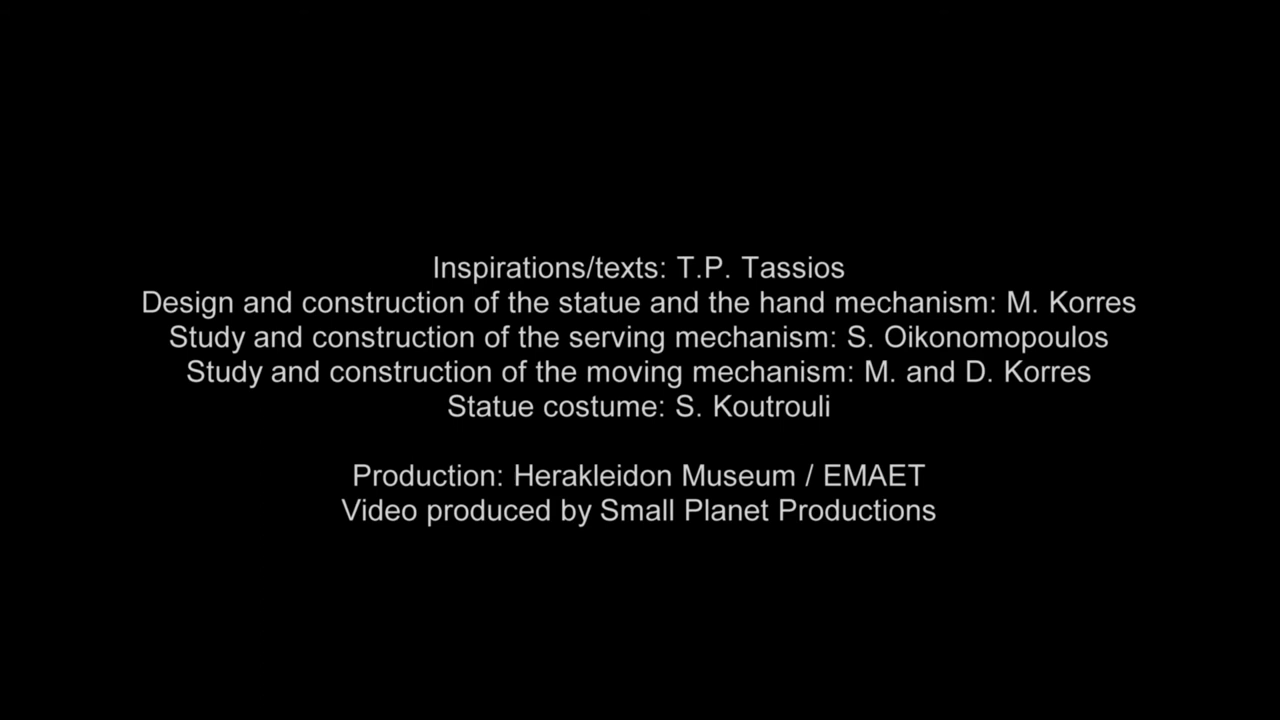 Inspirations/texts: T.P. Tassios
Design and construction of the statue and the hand mechanism: M. Korres
Study and construction of the serving mechanism: S. Oikonomopoulos
Study and construction of the moving mechanism: M. and D. Korres
Statue costume: S. Koutrouli
Production: Herakleidon Museum / EMAET
Video produced by Small Planet Productions